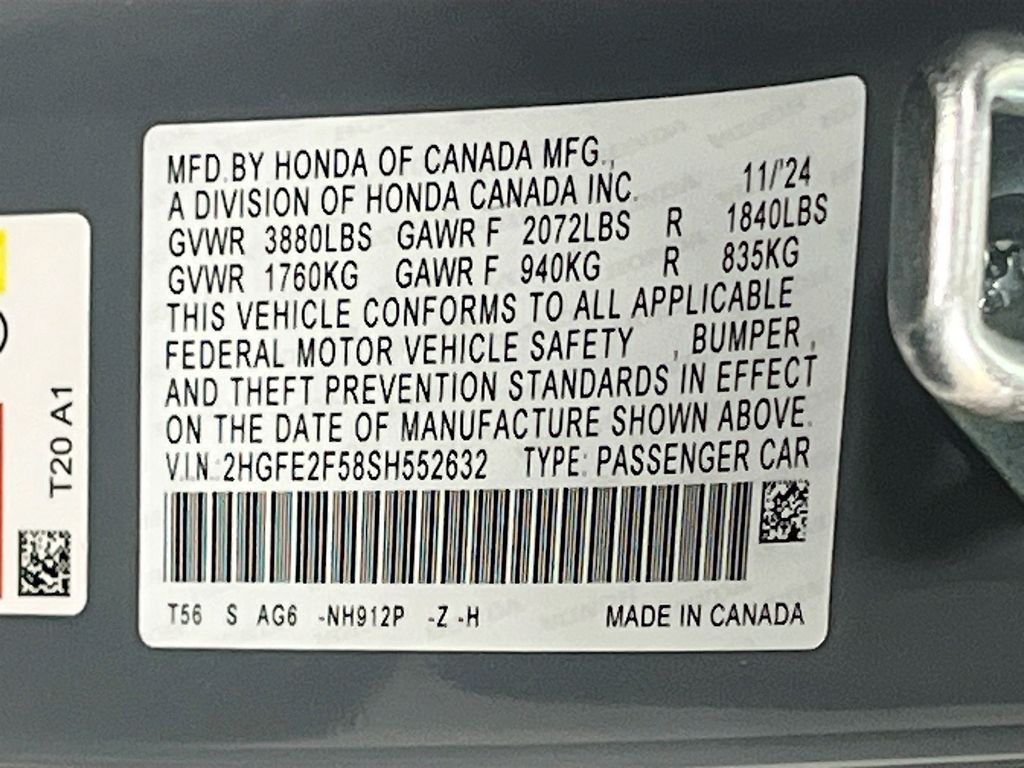 MFD.BY HONDA OF CANADA MFG.,
A DIVISION OF HONDA CANADA INC. 11/'24
GVWR 3880LBS GAWR F 2072LBS R 1840LBS
GVWR 1760KG GAWR F 940KG R 835KG
THIS VEHICLE CONFORMS TO ALL APPLICABLE
FEDERAL MOTOR VEHICLE SAFETY , BUMPER ,
AND THEFT PREVENTION STANDARDS IN EFFECT
ON THE DATE OF MANUFACTURE SHOWN ABOVE.
V.I.N.:2HGFE2F58SH552632 TYPE: PASSENGER CAR
T56 S AG6 -NH912P -Z -H MADE IN CANADA
T20 A1